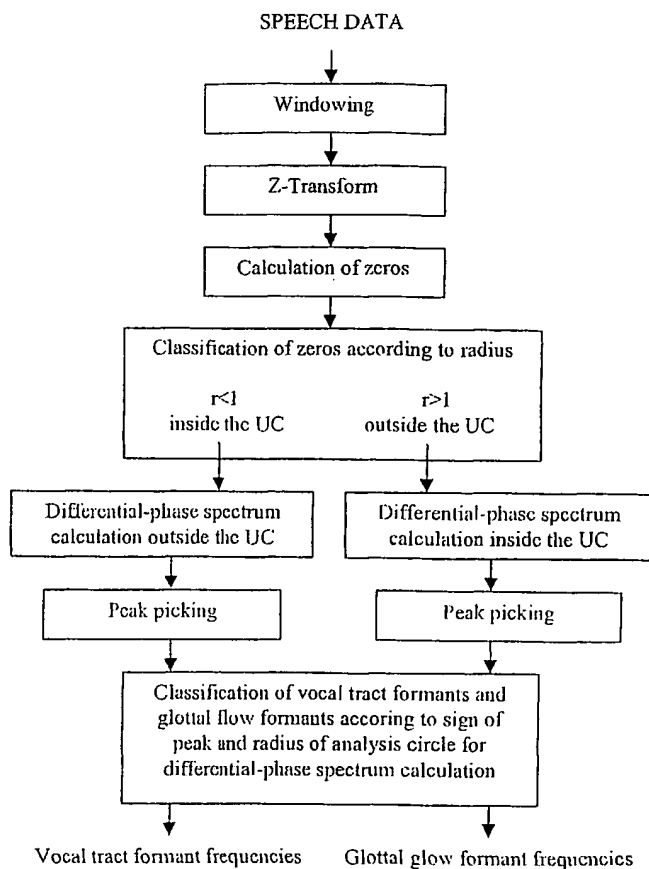 SPEECH DATA
Windowing
Z-Transform
Calculation of zeros
Classification of zeros according to radius
r<1
inside the UC
r>1
outside the UC
Differential-phase spectrum
calculation outside the UC
Differential-phase spectrum
calculation inside the UC
Peak picking
Peak picking
Classification of vocal tract formants and
glottal flow formants accoring to sign of
peak and radius of analysis circle for
differential-phase spectrum calculation
Vocal tract formant frequencies
Glottal glow formant frequencies